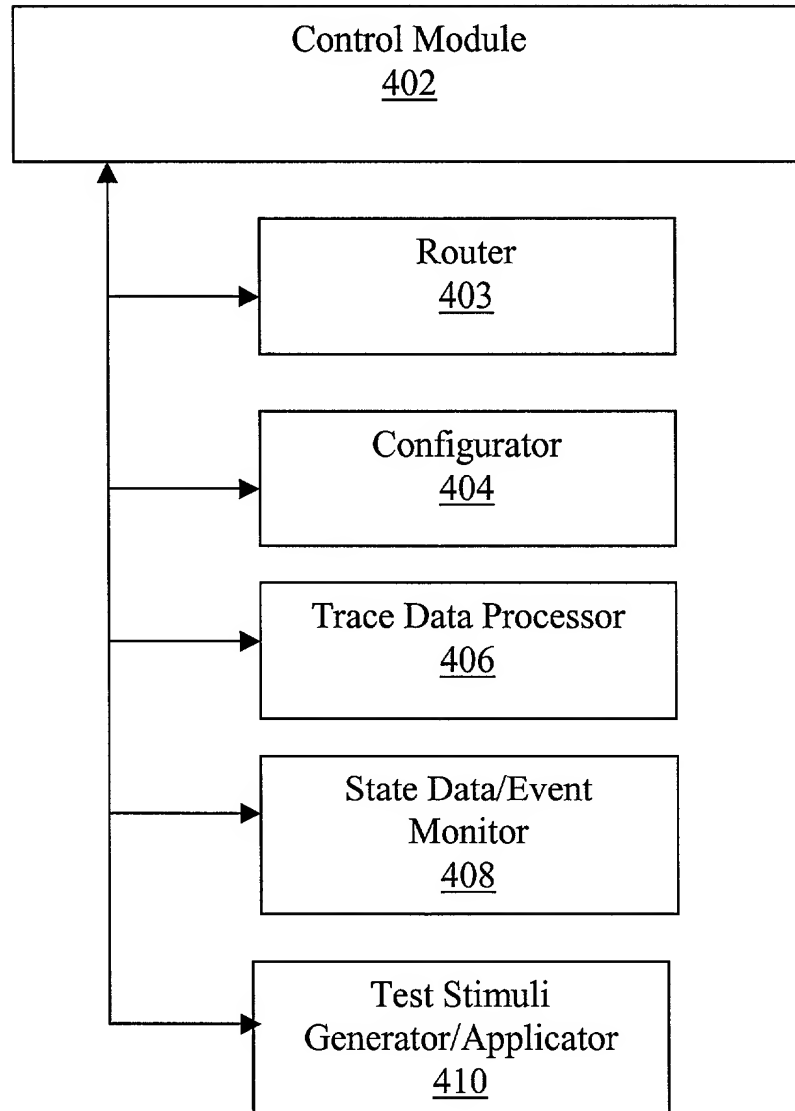 Control Module
402
Router
403
Configurator
404
Trace Data Processor
406
State Data/Event
Monitor
408
Test Stimuli
Generator/Applicator
410